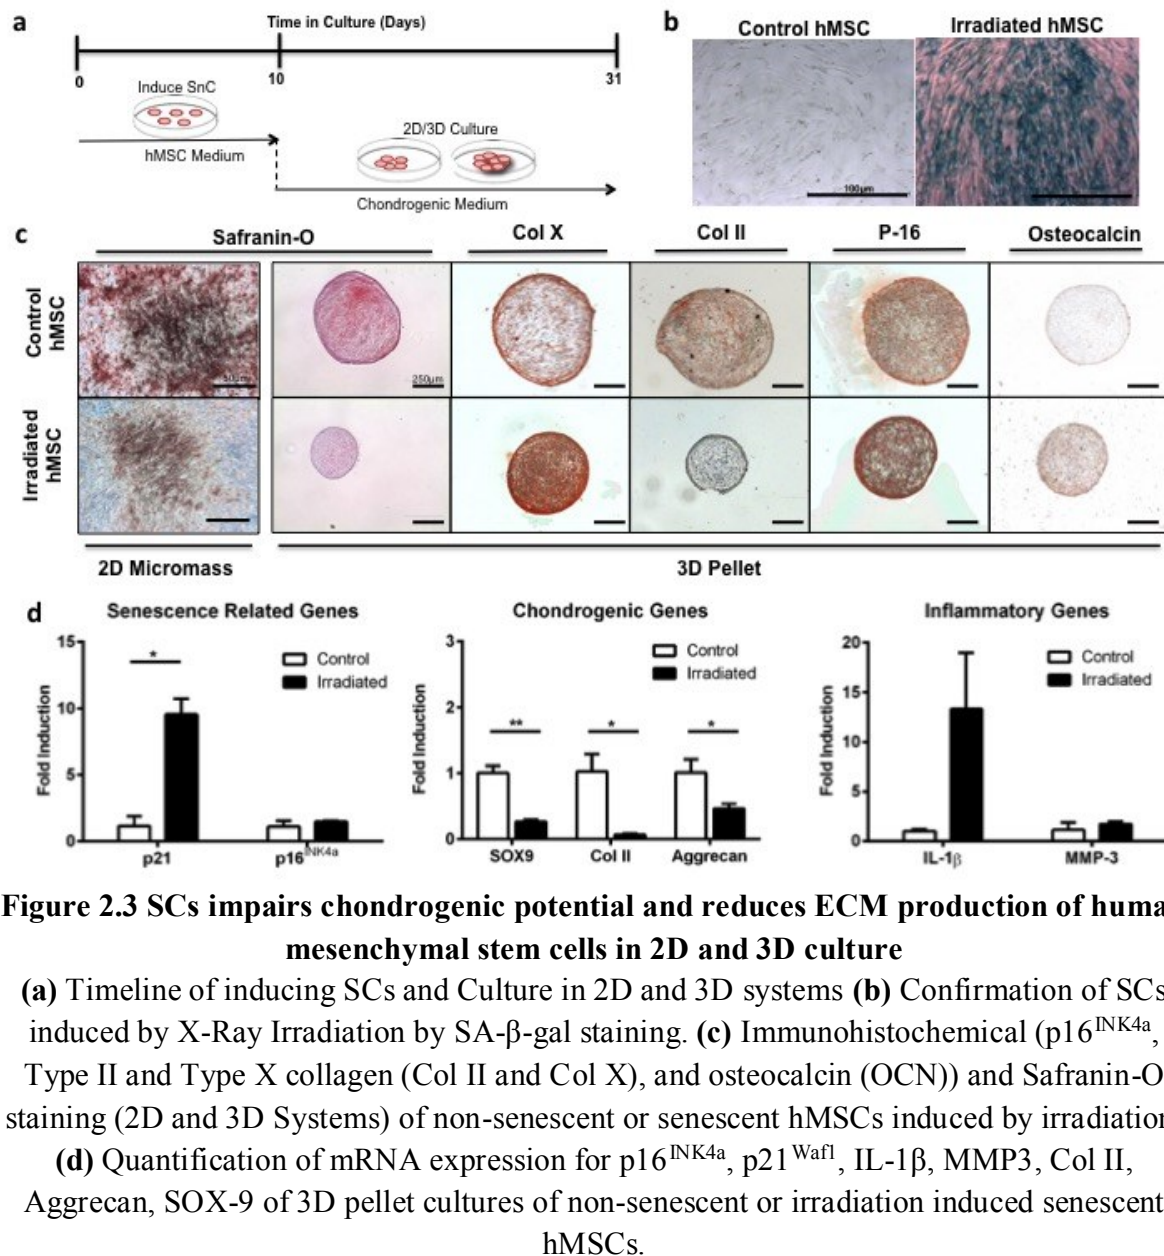 a
Time in Culture (Days)
0
10
31
Induce SnC
hMSC Medium
2D/3D Culture
Chondrogenic Medium
b
Control hMSC
Irradiated hMSC
100µm
c
Safranin-O
Col X
Col II
P-16
Osteocalcin
Control
hMSC
50µm
250µm
Irradiated
hMSC
2D Micromass
3D Pellet
d
Senescence Related Genes
Fold Induction
15
10
5
0
* 
Control
Irradiated
p21
p16INK4a
Chondrogenic Genes
Fold Induction
3
2
1
0
**
*
*
Control
Irradiated
SOX9
Col II
Aggrecan
Inflammatory Genes
Fold Induction
20
15
10
5
0
Control
Irradiated
IL-1β
MMP-3
Figure 2.3 SCs impairs chondrogenic potential and reduces ECM production of huma
mesenchymal stem cells in 2D and 3D culture
(a) Timeline of inducing SCs and Culture in 2D and 3D systems (b) Confirmation of SCs
induced by X-Ray Irradiation by SA-β-gal staining. (c) Immunohistochemical (p16INK4a,
Type II and Type X collagen (Col II and Col X), and osteocalcin (OCN)) and Safranin-O
staining (2D and 3D Systems) of non-senescent or senescent hMSCs induced by irradiation
(d) Quantification of mRNA expression for p16INK4a, p21Waf1, IL-1β, MMP3, Col II,
Aggrecan, SOX-9 of 3D pellet cultures of non-senescent or irradiation induced senescent
hMSCs.